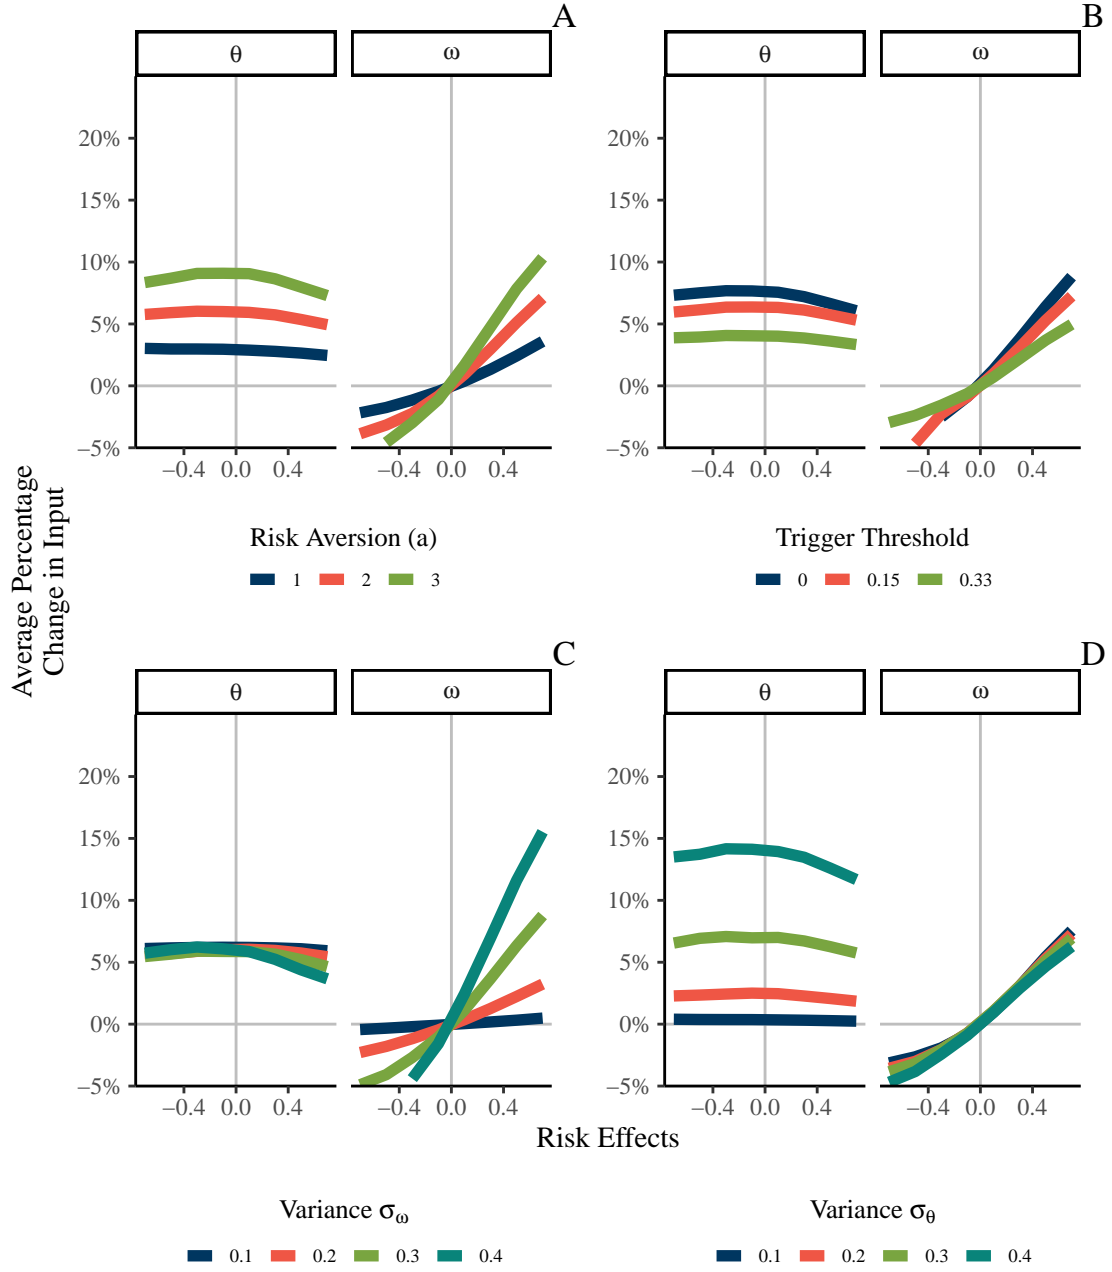 A
B
θ
ω
θ
ω
20%
15%
10%
5%
0%
−5%
20%
15%
10%
5%
0%
−5%
−0.4 0.0 0.4
−0.4 0.0 0.4
−0.4 0.0 0.4
−0.4 0.0 0.4
Risk Aversion (a)
1 2 3
Trigger Threshold
0 0.15 0.33
Average Percentage
Change in Input
C
D
θ
ω
θ
ω
20%
15%
10%
5%
0%
−5%
20%
15%
10%
5%
0%
−5%
−0.4 0.0 0.4
−0.4 0.0 0.4
−0.4 0.0 0.4
−0.4 0.0 0.4
Risk Effects
Variance σω
0.1 0.2 0.3 0.4
Variance σθ
0.1 0.2 0.3 0.4